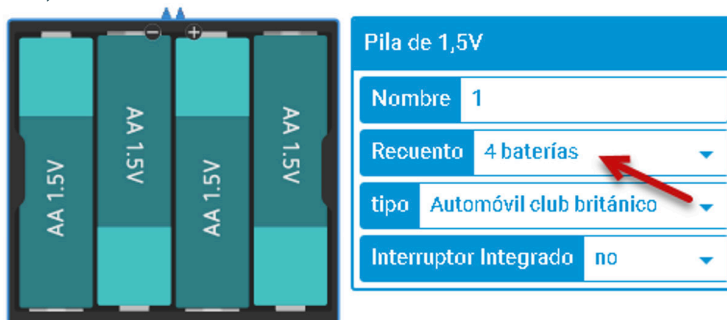 AA 1.5V
AA 1.5V
AA 1.5V
AA 1.5V
Pila de 1,5V
Nombre 1
Recuento 4 baterías
tipo Automóvil club británico
Interruptor Integrado no